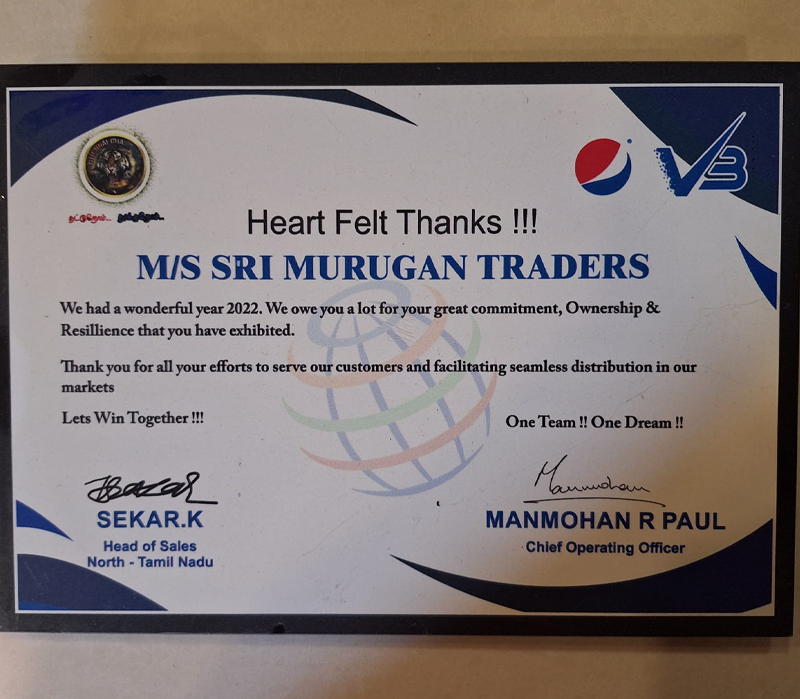 V3
Heart Felt Thanks !!!
M/S SRI MURUGAN TRADERS
We had a wonderful year 2022. We owe you a lot for your great commitment, Ownership &
Resillience that you have exhibited.
Thank you for all your efforts to serve our customers and facilitating seamless distribution in our
markets
Lets Win Together !!!
One Team !! One Dream !!
Manmohan
SEKAR.K
MANMOHAN R PAUL
Head of Sales
Chief Operating Officer
North - Tamil Nadu